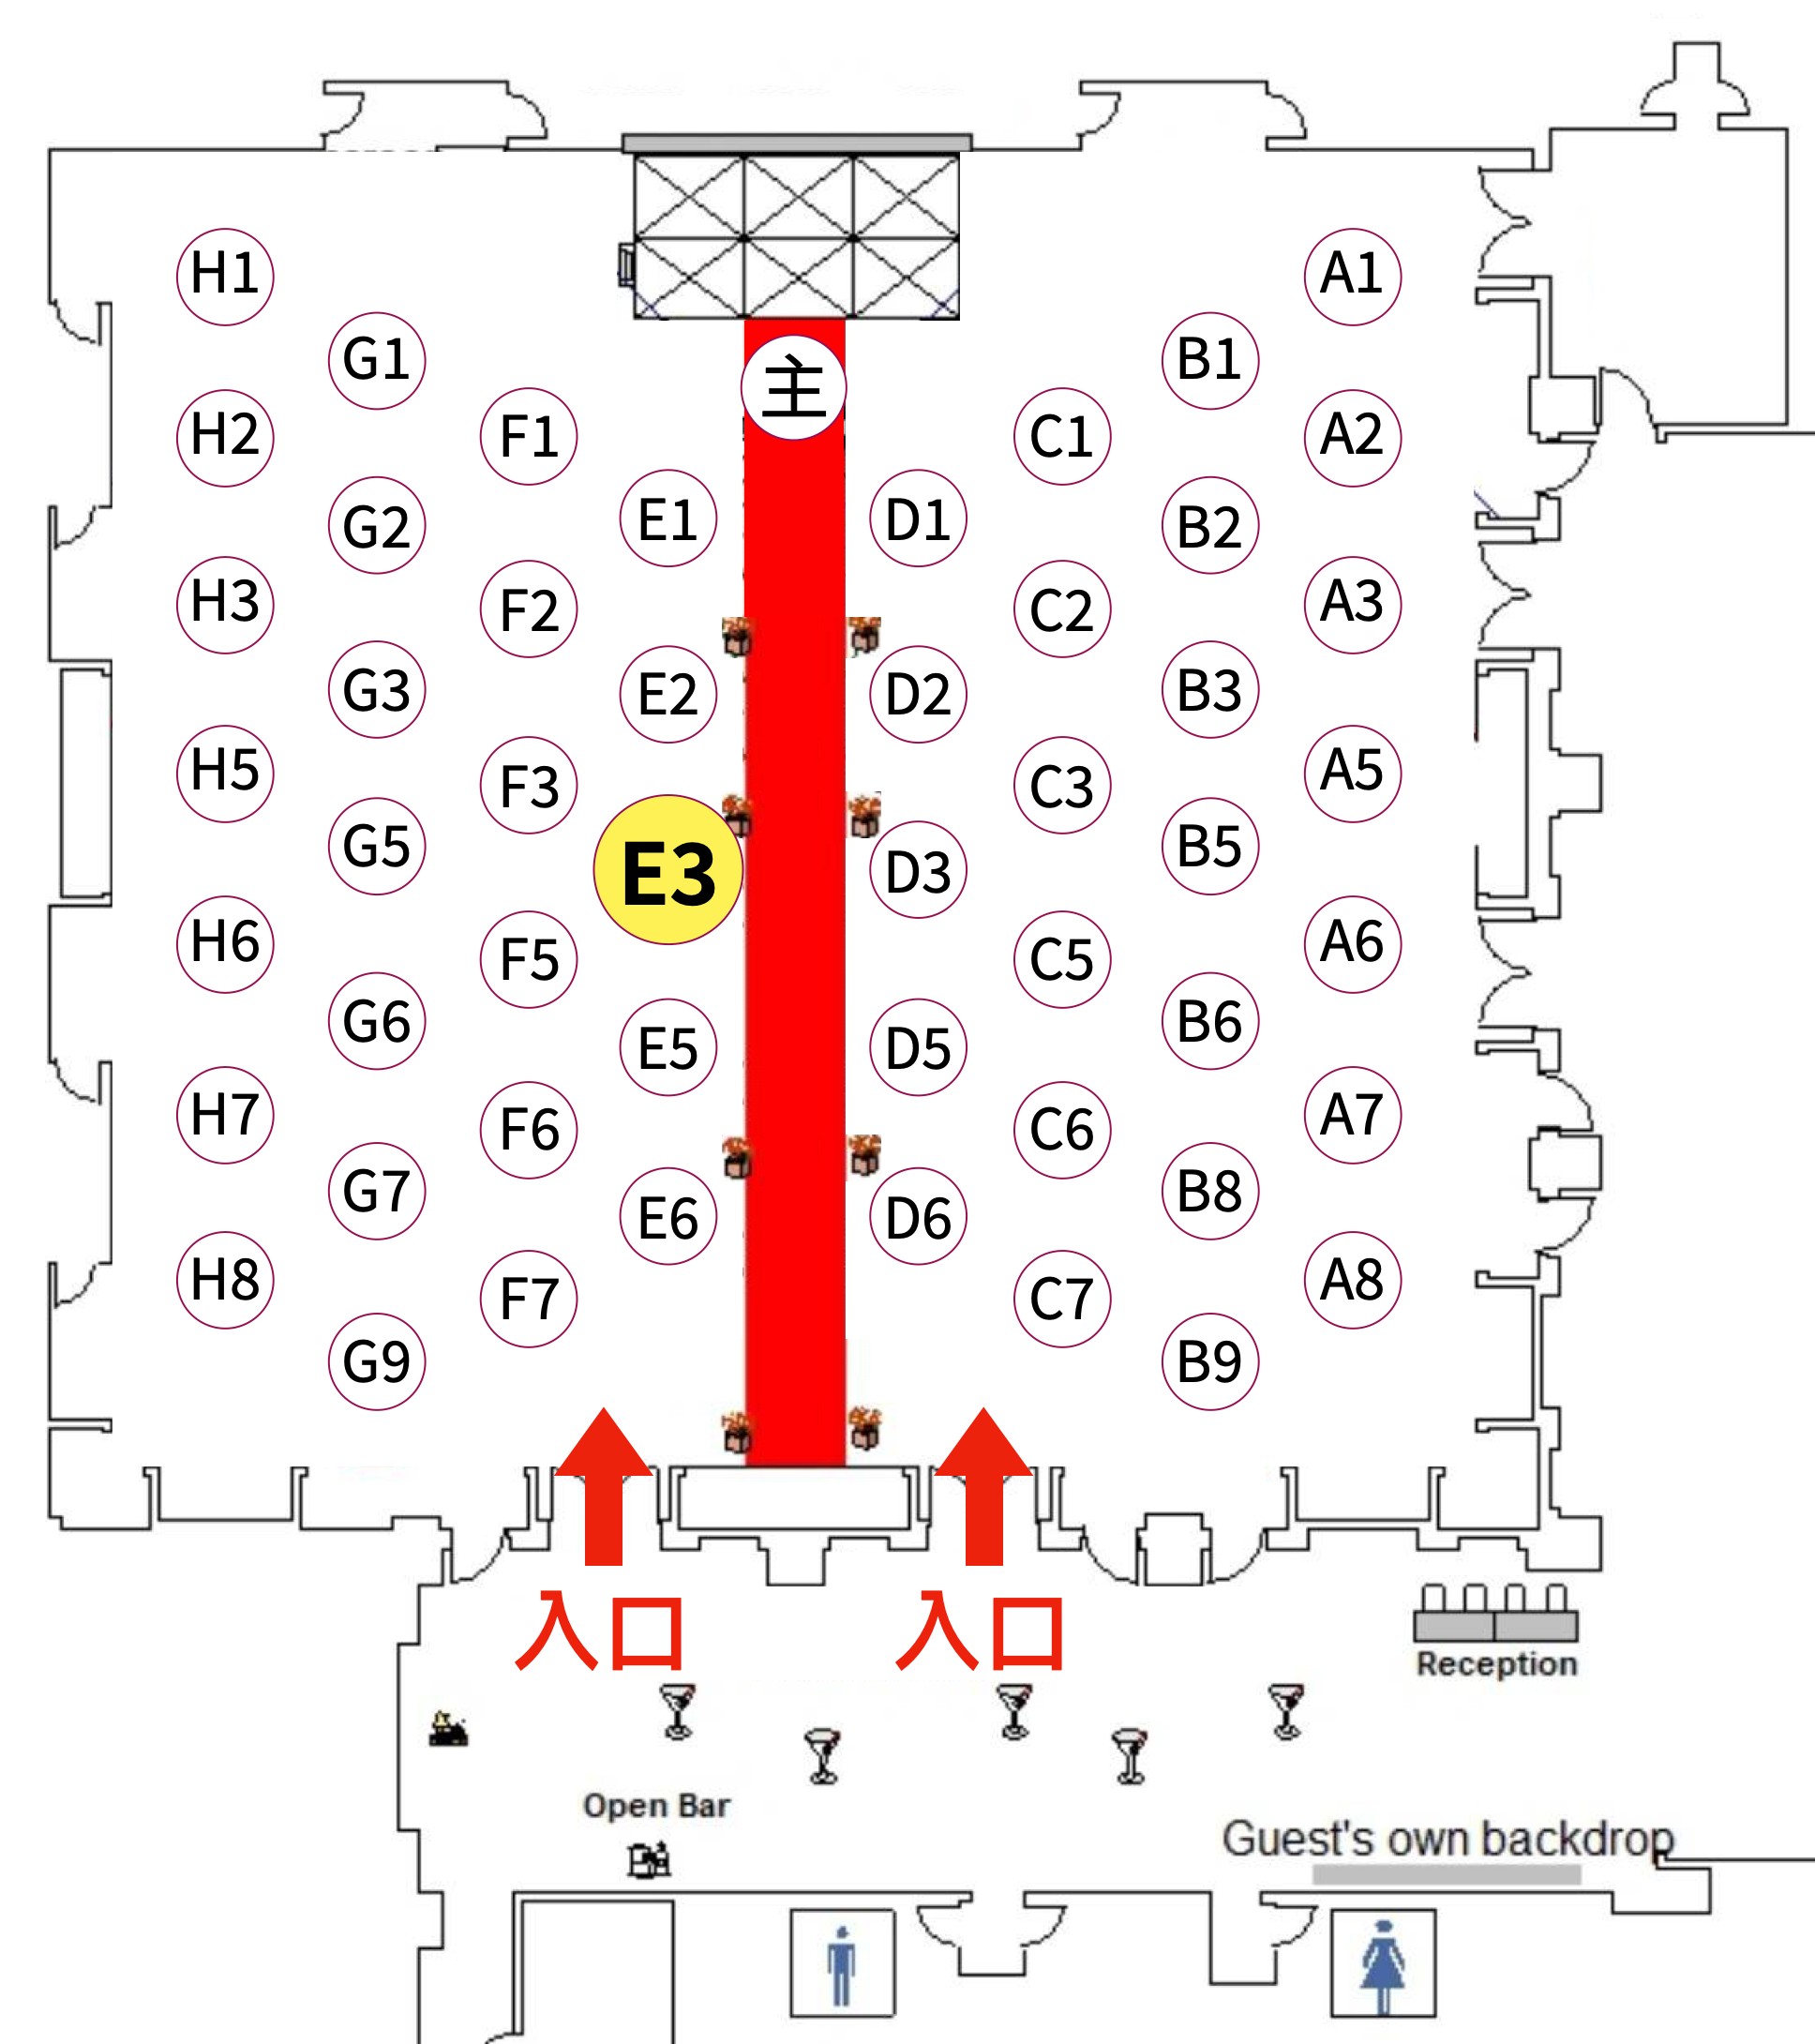 H1
A1
G1
B1
主
H2
F1
C1
A2
G2
E1
D1
B2
H3
F2
C2
A3
G3
E2
D2
B3
H5
F3
C3
A5
G5
E3
D3
B5
H6
F5
C5
A6
G6
E5
D5
B6
H7
F6
C6
A7
G7
E6
D6
B8
H8
F7
C7
A8
G9
B9
入口
入口
Reception
Open Bar
Guest's own backdrop